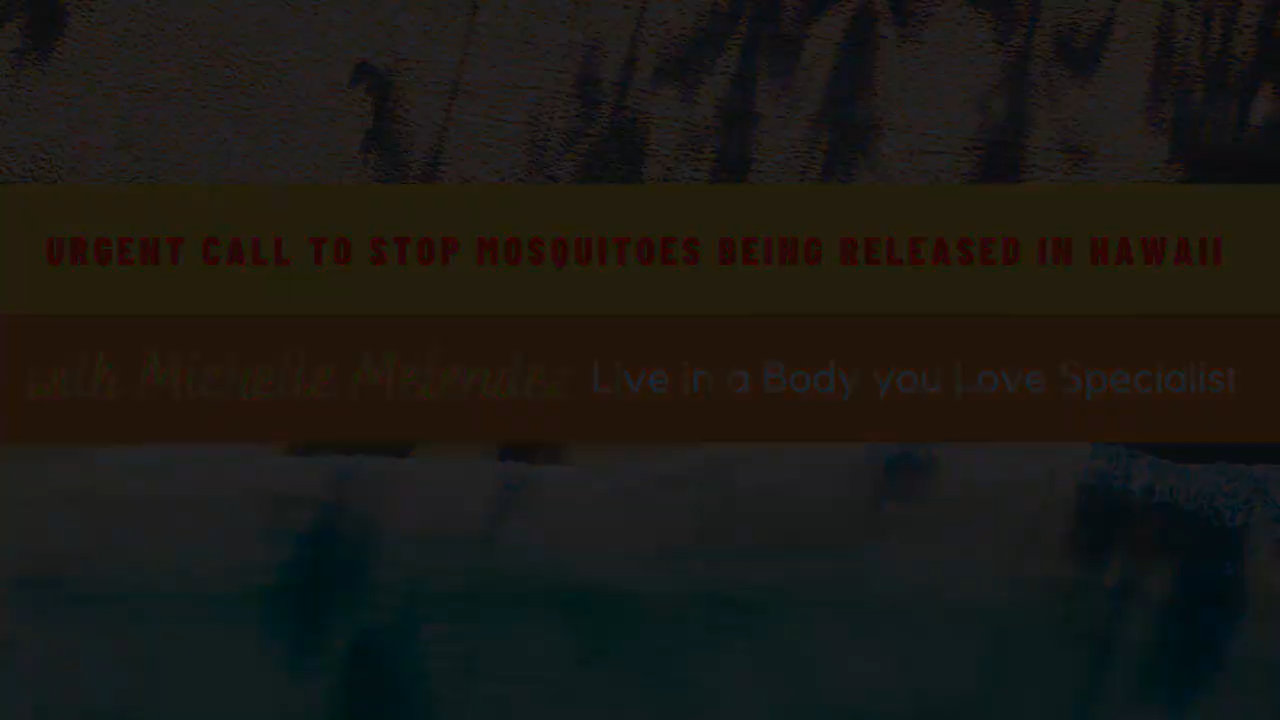 URGENT CALL TO STOP MOSQUITOES BEING RELEASED IN HAWAII
with Michelle Melendez Live in a Body you Love Specialist